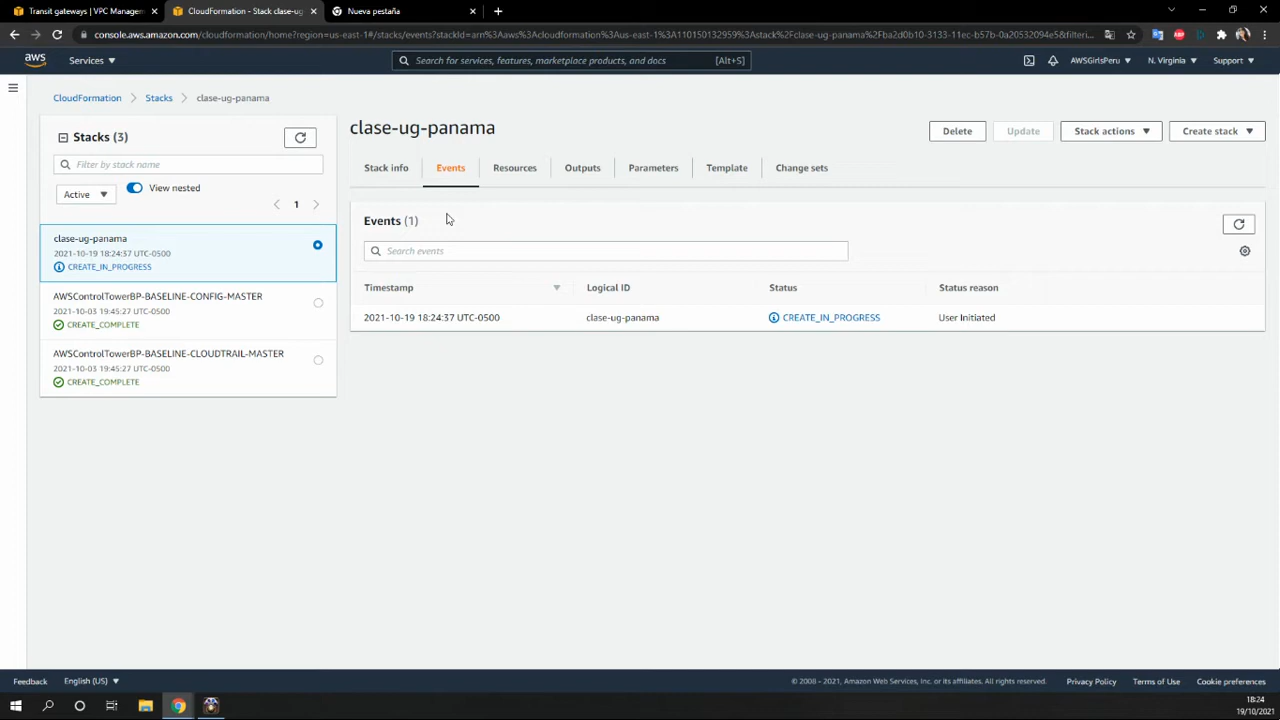 Transit gateways | VPC Managem
CloudFormation - Stack clase-ug-
Nueva pestaña
console.aws.amazon.com/cloudformation/home?region=us-east-1#/stacks/events?stackId=arn%3Aaws%3Acloudformation%3Aus-east-1%3A110150132959%3Astack%2Fclase-ug-panama%2Fba2d0b10-3133-11ec-b57b-0a20532094e5&filteri...
aws
Services
Search for services, features, marketplace products, and docs
[Alt+S]
AWSGirlsPeru
N. Virginia
Support
CloudFormation
Stacks
clase-ug-panama
Stacks (3)
Filter by stack name
Active
View nested
1
clase-ug-panama
2021-10-19 18:24:37 UTC-0500
CREATE_IN_PROGRESS
AWSControlTowerBP-BASELINE-CONFIG-MASTER
2021-10-03 19:45:27 UTC-0500
CREATE_COMPLETE
AWSControlTowerBP-BASELINE-CLOUDTRAIL-MASTER
2021-10-03 19:45:27 UTC-0500
CREATE_COMPLETE
clase-ug-panama
Delete
Update
Stack actions
Create stack
Stack info
Events
Resources
Outputs
Parameters
Template
Change sets
Events (1)
Search events
Timestamp
Logical ID
Status
Status reason
2021-10-19 18:24:37 UTC-0500
clase-ug-panama
CREATE_IN_PROGRESS
User Initiated
Feedback
English (US)
© 2008 - 2021, Amazon Web Services, Inc. or its affiliates. All rights reserved.
Privacy Policy
Terms of Use
Cookie preferences
18:24
19/10/2021